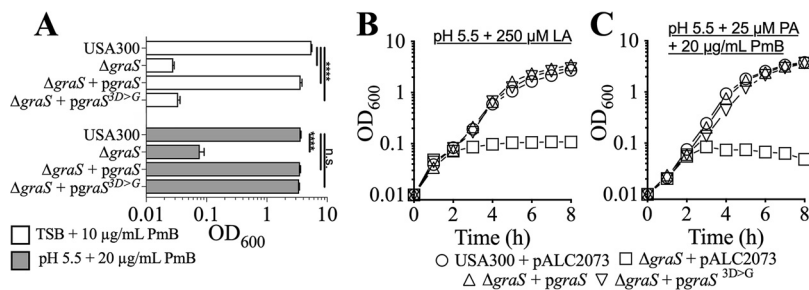 A
USA300
ΔgraS
ΔgraS + pgraS
ΔgraS + pgraS3D>G
****
USA300
ΔgraS
ΔgraS + pgraS
ΔgraS + pgraS3D>G
****
n.s.
0.01 0.1 1 10
OD600
TSB + 10 µg/mL PmB
pH 5.5 + 20 µg/mL PmB
B
pH 5.5 + 250 µM LA
OD600
10
1
0.1
0.01
0 2 4 6 8
Time (h)
C
pH 5.5 + 25 µM PA
+ 20 µg/mL PmB
OD600
10
1
0.1
0.01
0 2 4 6 8
Time (h)
USA300 + pALC2073 ΔgraS + pALC2073
ΔgraS + pgraS ΔgraS + pgraS 3D>G